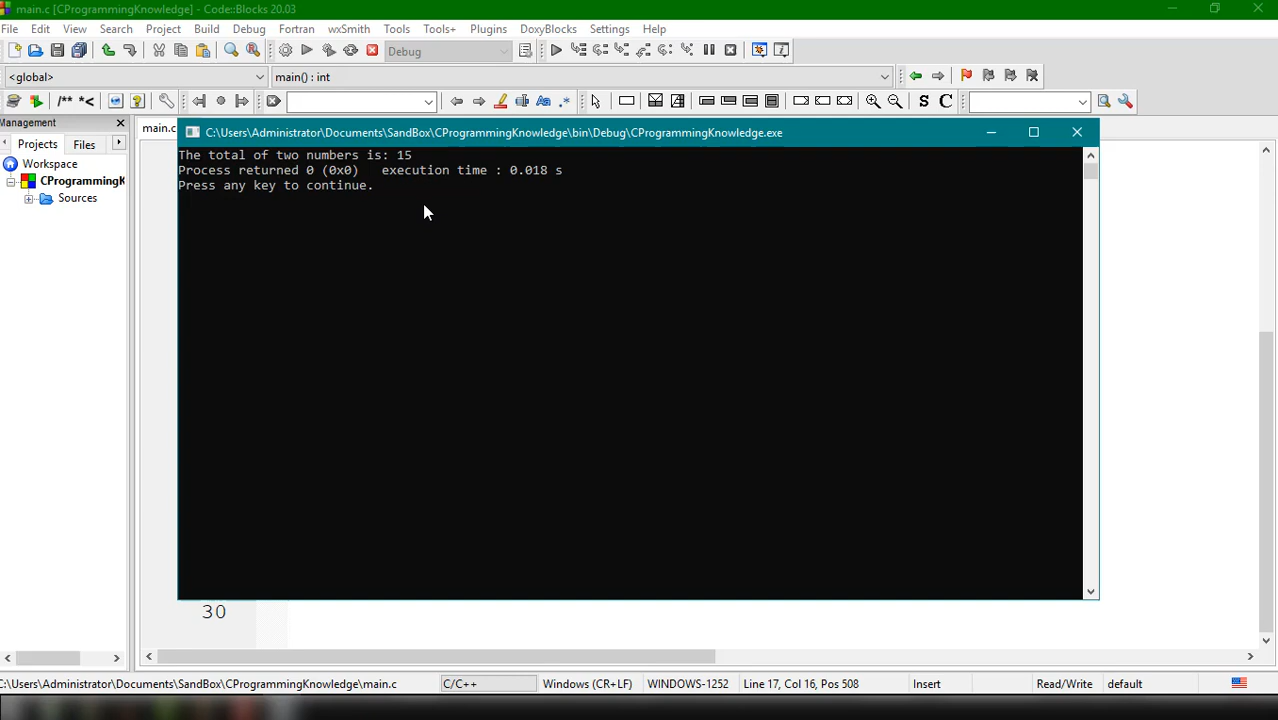 main.c [CProgrammingKnowledge] - Code::Blocks 20.03
File Edit View Search Project Build Debug Fortran wxSmith Tools Tools+ Plugins DoxyBlocks Settings Help
Debug
<global>
main() : int
/** *<
S C
Management
main.c
C:\Users\Administrator\Documents\SandBox\CProgrammingKnowledge\bin\Debug\CProgrammingKnowledge.exe
Projects Files
Workspace
CProgrammingK
Sources
The total of two numbers is: 15
Process returned 0 (0x0)   execution time : 0.018 s
Press any key to continue.
30
C:\Users\Administrator\Documents\SandBox\CProgrammingKnowledge\main.c C/C++ Windows (CR+LF) WINDOWS-1252 Line 17, Col 16, Pos 508 Insert Read/Write default